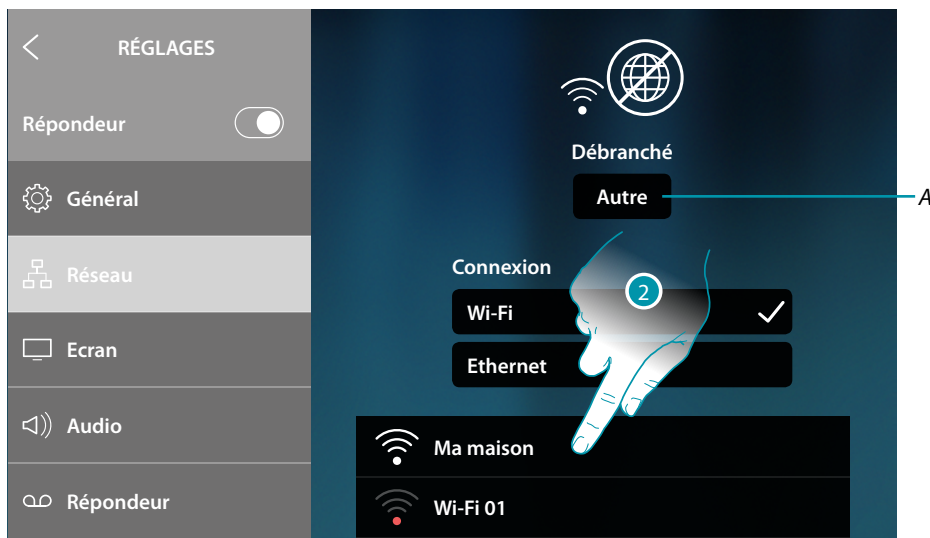 RÉGLAGES
Répondeur
Général
Réseau
Ecran
Audio
Répondeur
Débranché
Autre
A
Connexion
2
Wi-Fi
Ethernet
Ma maison
Wi-Fi 01